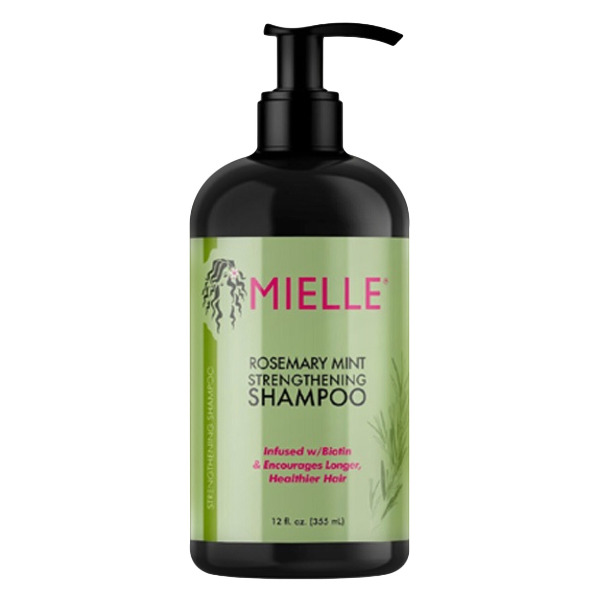 MIELLE®
ROSEMARY MINT
STRENGTHENING
SHAMPOO
Infused w/Biotin
& Encourages Longer,
Healthier Hair
12 fl. oz. (355 mL)
STRENGTHENING SHAMPOO